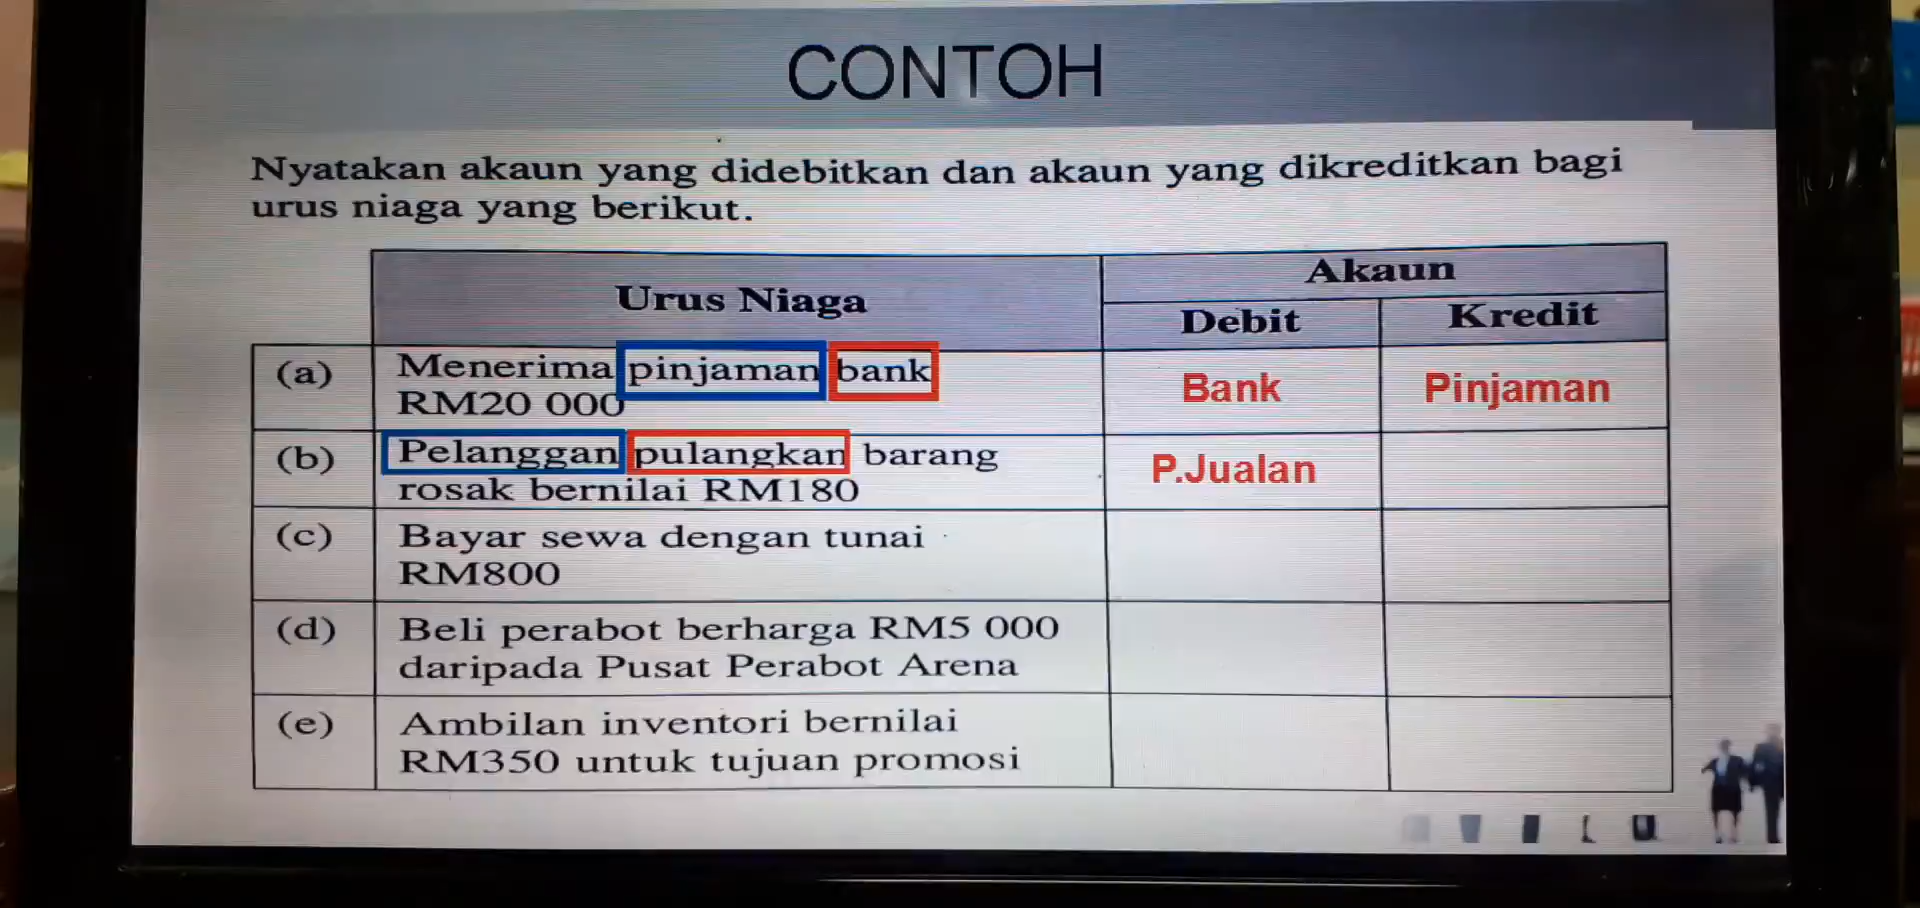 CONTOH
Nyatakan akaun yang didebitkan dan akaun yang dikreditkan bagi
urus niaga yang berikut.
Urus Niaga
Akaun
Debit
Kredit
(a)
Menerima pinjaman bank
RM20 000
Bank
Pinjaman
(b)
Pelanggan pulangkan barang
rosak bernilai RM180
P.Jualan
(c)
Bayar sewa dengan tunai
RM800
(d)
Beli perabot berharga RM5 000
daripada Pusat Perabot Arena
(e)
Ambilan inventori bernilai
RM350 untuk tujuan promosi